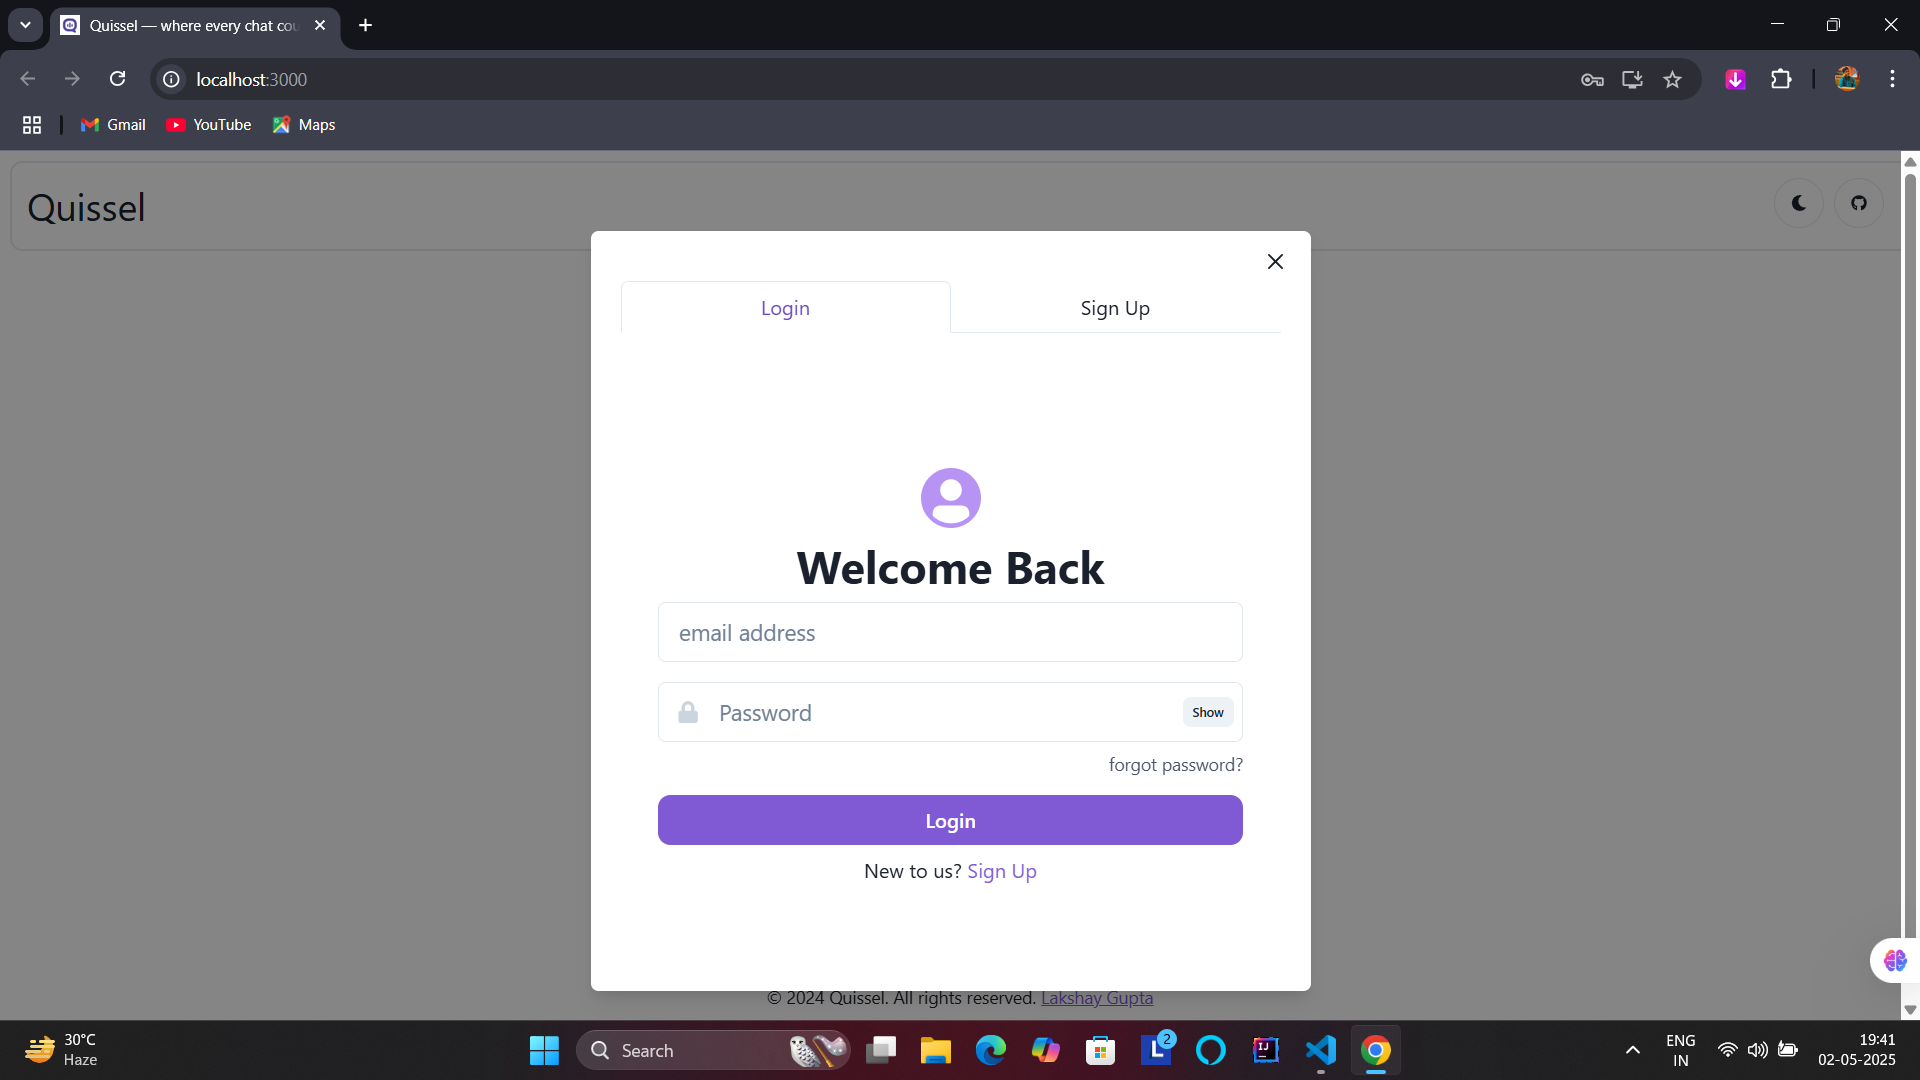 Quissel — where every chat cou
localhost:3000
Gmail
YouTube
Maps
Quissel
Login
Sign Up
Welcome Back
email address
Password
Show
forgot password?
Login
New to us? Sign Up
© 2024 Quissel. All rights reserved. Lakshay Gupta
30°C
Haze
Search
L
2
IJ
ENG
IN
19:41
02-05-2025